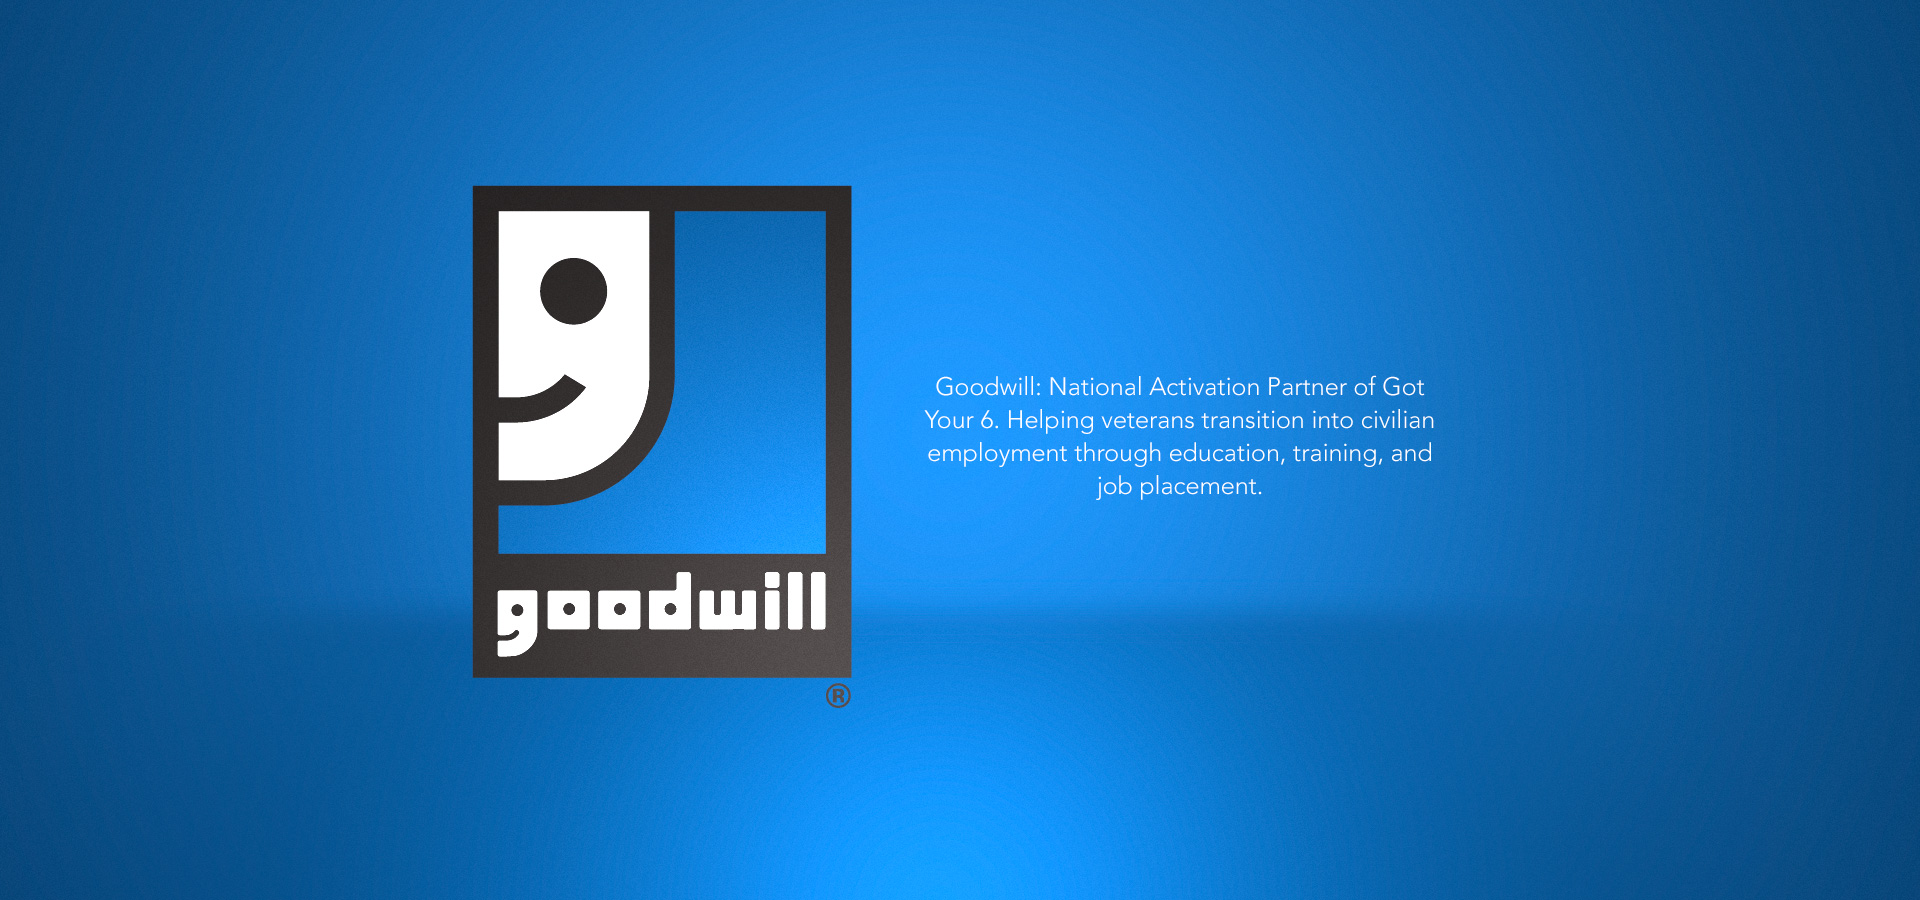 goodwill
®
Goodwill: National Activation Partner of Got
Your 6. Helping veterans transition into civilian
employment through education, training, and
job placement.